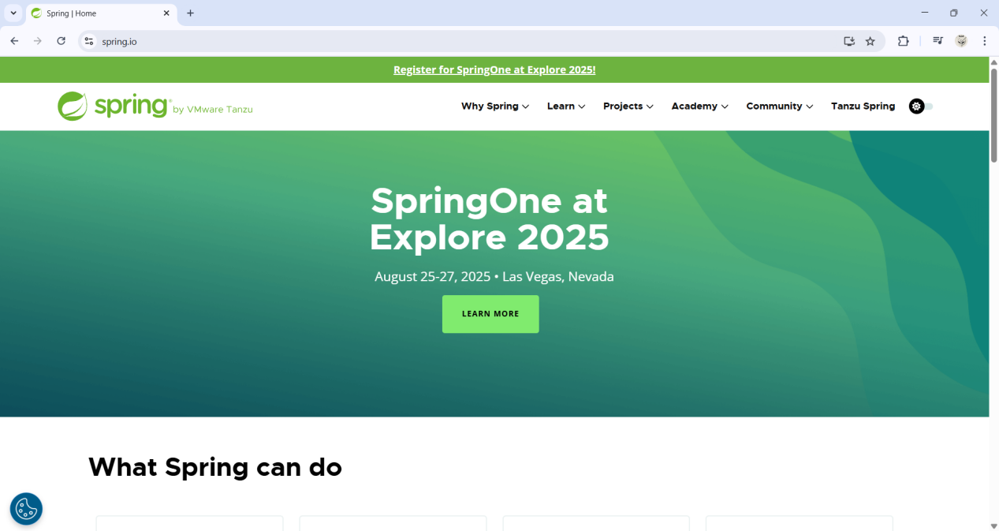 Spring | Home
spring.io
Register for SpringOne at Explore 2025!
spring® by VMware Tanzu
Why Spring
Learn
Projects
Academy
Community
Tanzu Spring
SpringOne at
Explore 2025
August 25-27, 2025 • Las Vegas, Nevada
LEARN MORE
What Spring can do